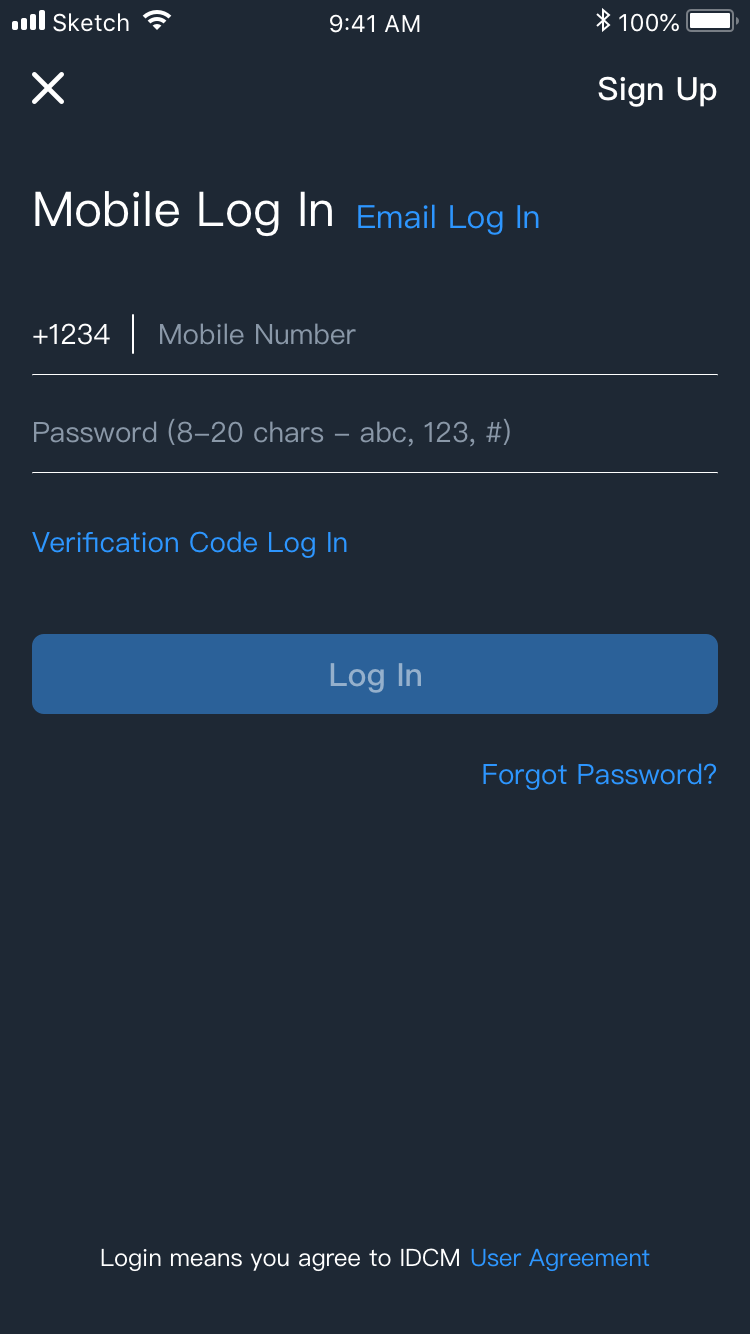 Sketch 9:41 AM 100%
Sign Up
Mobile Log In Email Log In
+1234 Mobile Number
Password (8–20 chars – abc, 123, #)
Verification Code Log In
Log In
Forgot Password?
Login means you agree to IDCM User Agreement